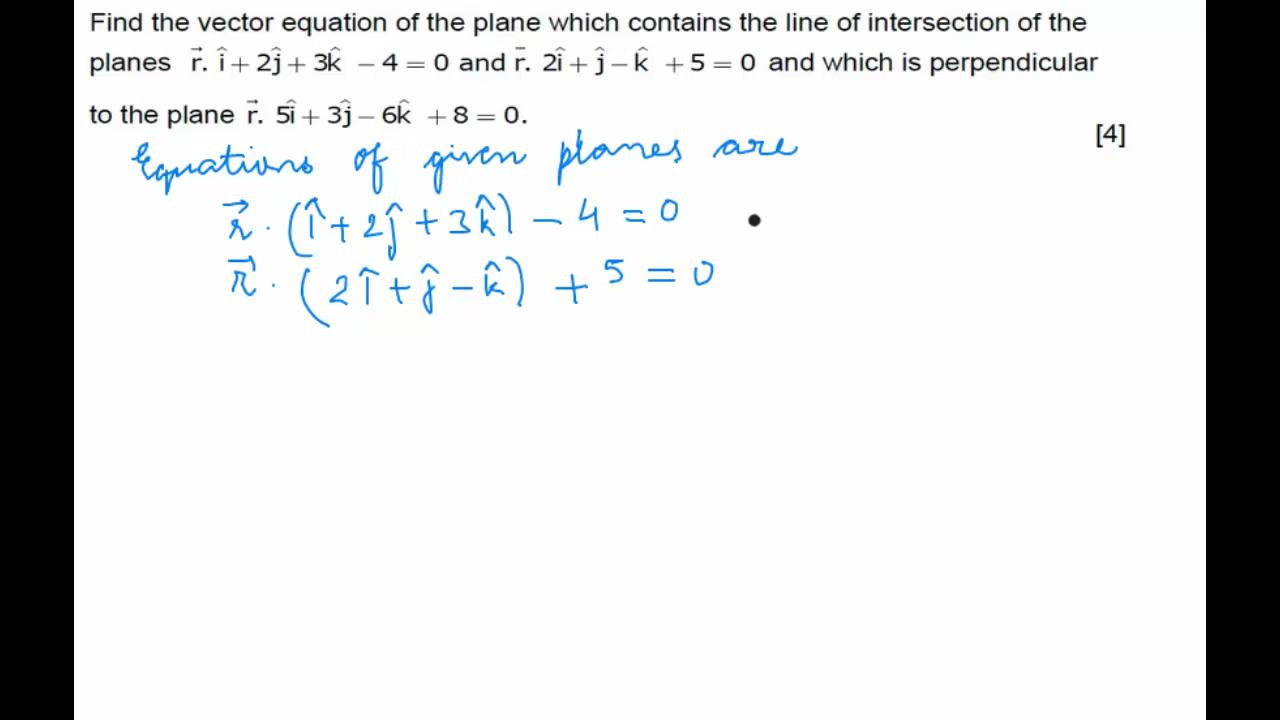 Find the vector equation of the plane which contains the line of intersection of the
planes r⃗. î + 2ĵ + 3k̂ − 4 = 0 and r̄. 2î + ĵ − k̂ + 5 = 0 and which is perpendicular
to the plane r⃗. 5î + 3ĵ − 6k̂ + 8 = 0.
[4]
Equations of given planes are
r⃗ . (î + 2ĵ + 3k̂) − 4 = 0
r⃗ . (2î + ĵ − k̂) + 5 = 0